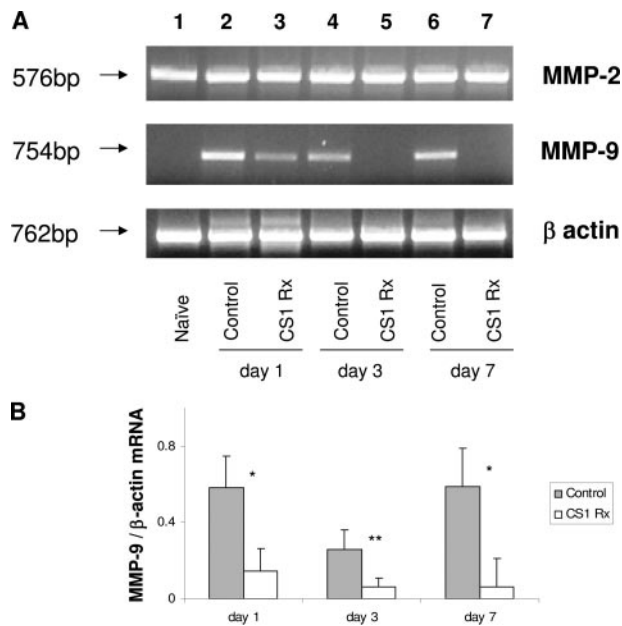 A 1 2 3 4 5 6 7
576bp MMP-2
754bp MMP-9
762bp β actin
Naïve Control CS1 Rx Control CS1 Rx Control CS1 Rx
day 1 day 3 day 7
B
MMP-9 / β-actin mRNA
0.8
*
*
Control
CS1 Rx
0.4
**
0
day 1 day 3 day 7